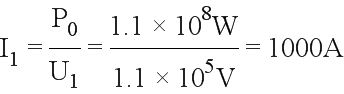 I₁ = P₀/U₁ = 1.1 × 10⁸W / 1.1 × 10⁵V = 1000A